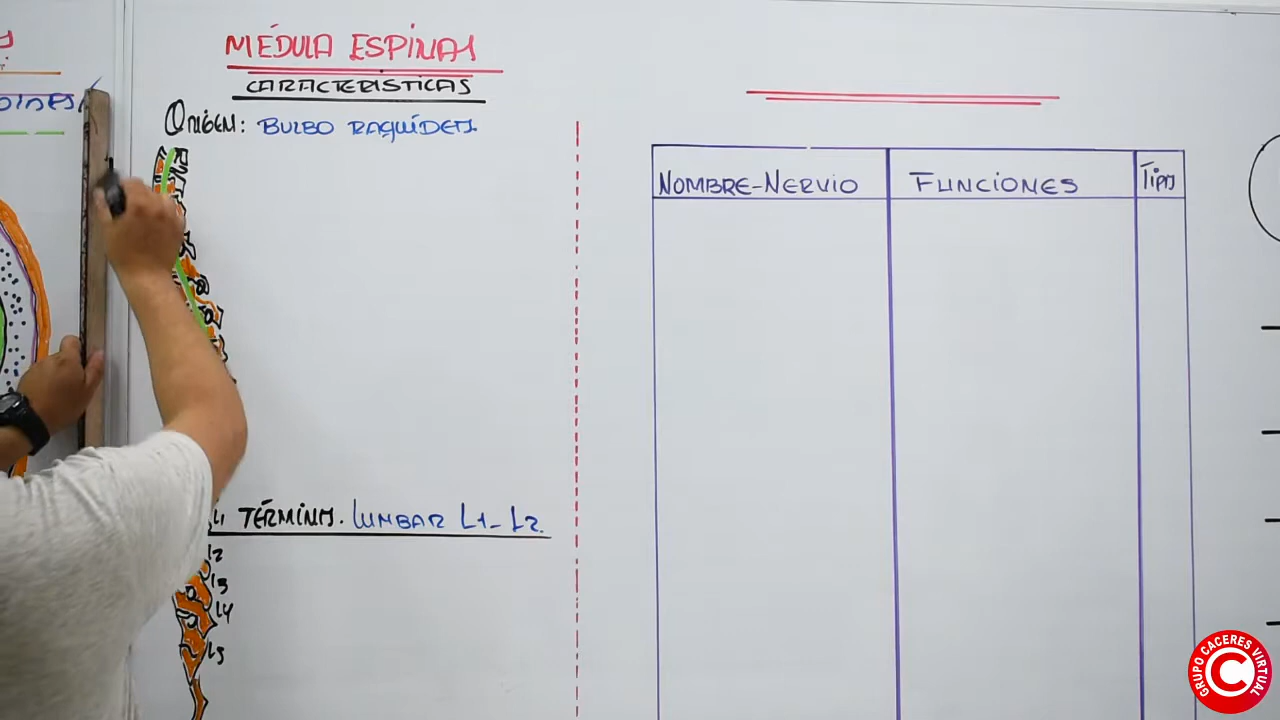 MÉDULA ESPINAL
CARACTERISTICAS
ORIGEN: BULBO RAQUÍDEO
NOMBRE-NERVIO
FUNCIONES
TIPO
L1 TÉRMINO. LUMBAR L1-L2.
L2
L3
L4
L5
GRUPO CACERES VIRTUAL
C